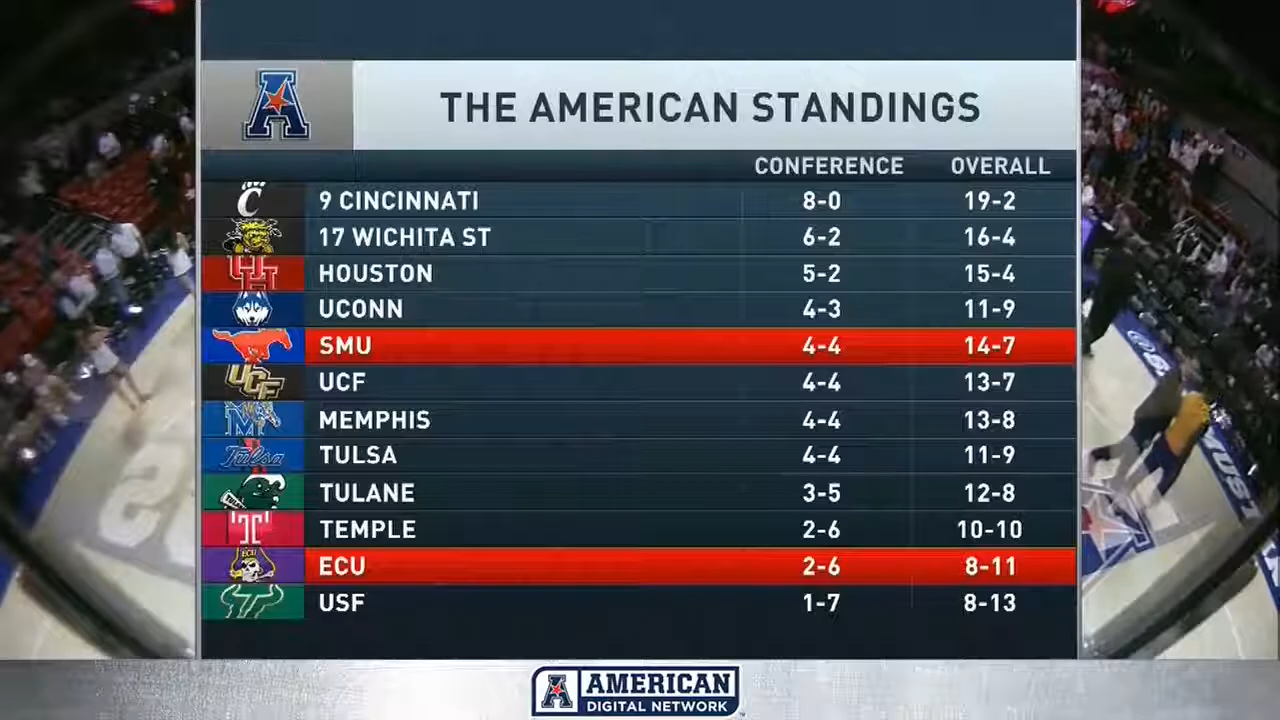 THE AMERICAN STANDINGS
CONFERENCE OVERALL
9 CINCINNATI 8-0 19-2
17 WICHITA ST 6-2 16-4
HOUSTON 5-2 15-4
UCONN 4-3 11-9
SMU 4-4 14-7
UCF UCF 4-4 13-7
MEMPHIS 4-4 13-8
Tulsa TULSA 4-4 11-9
TULANE 3-5 12-8
TEMPLE 2-6 10-10
ECU ECU 2-6 8-11
USF 1-7 8-13
AMERICAN
DIGITAL NETWORK